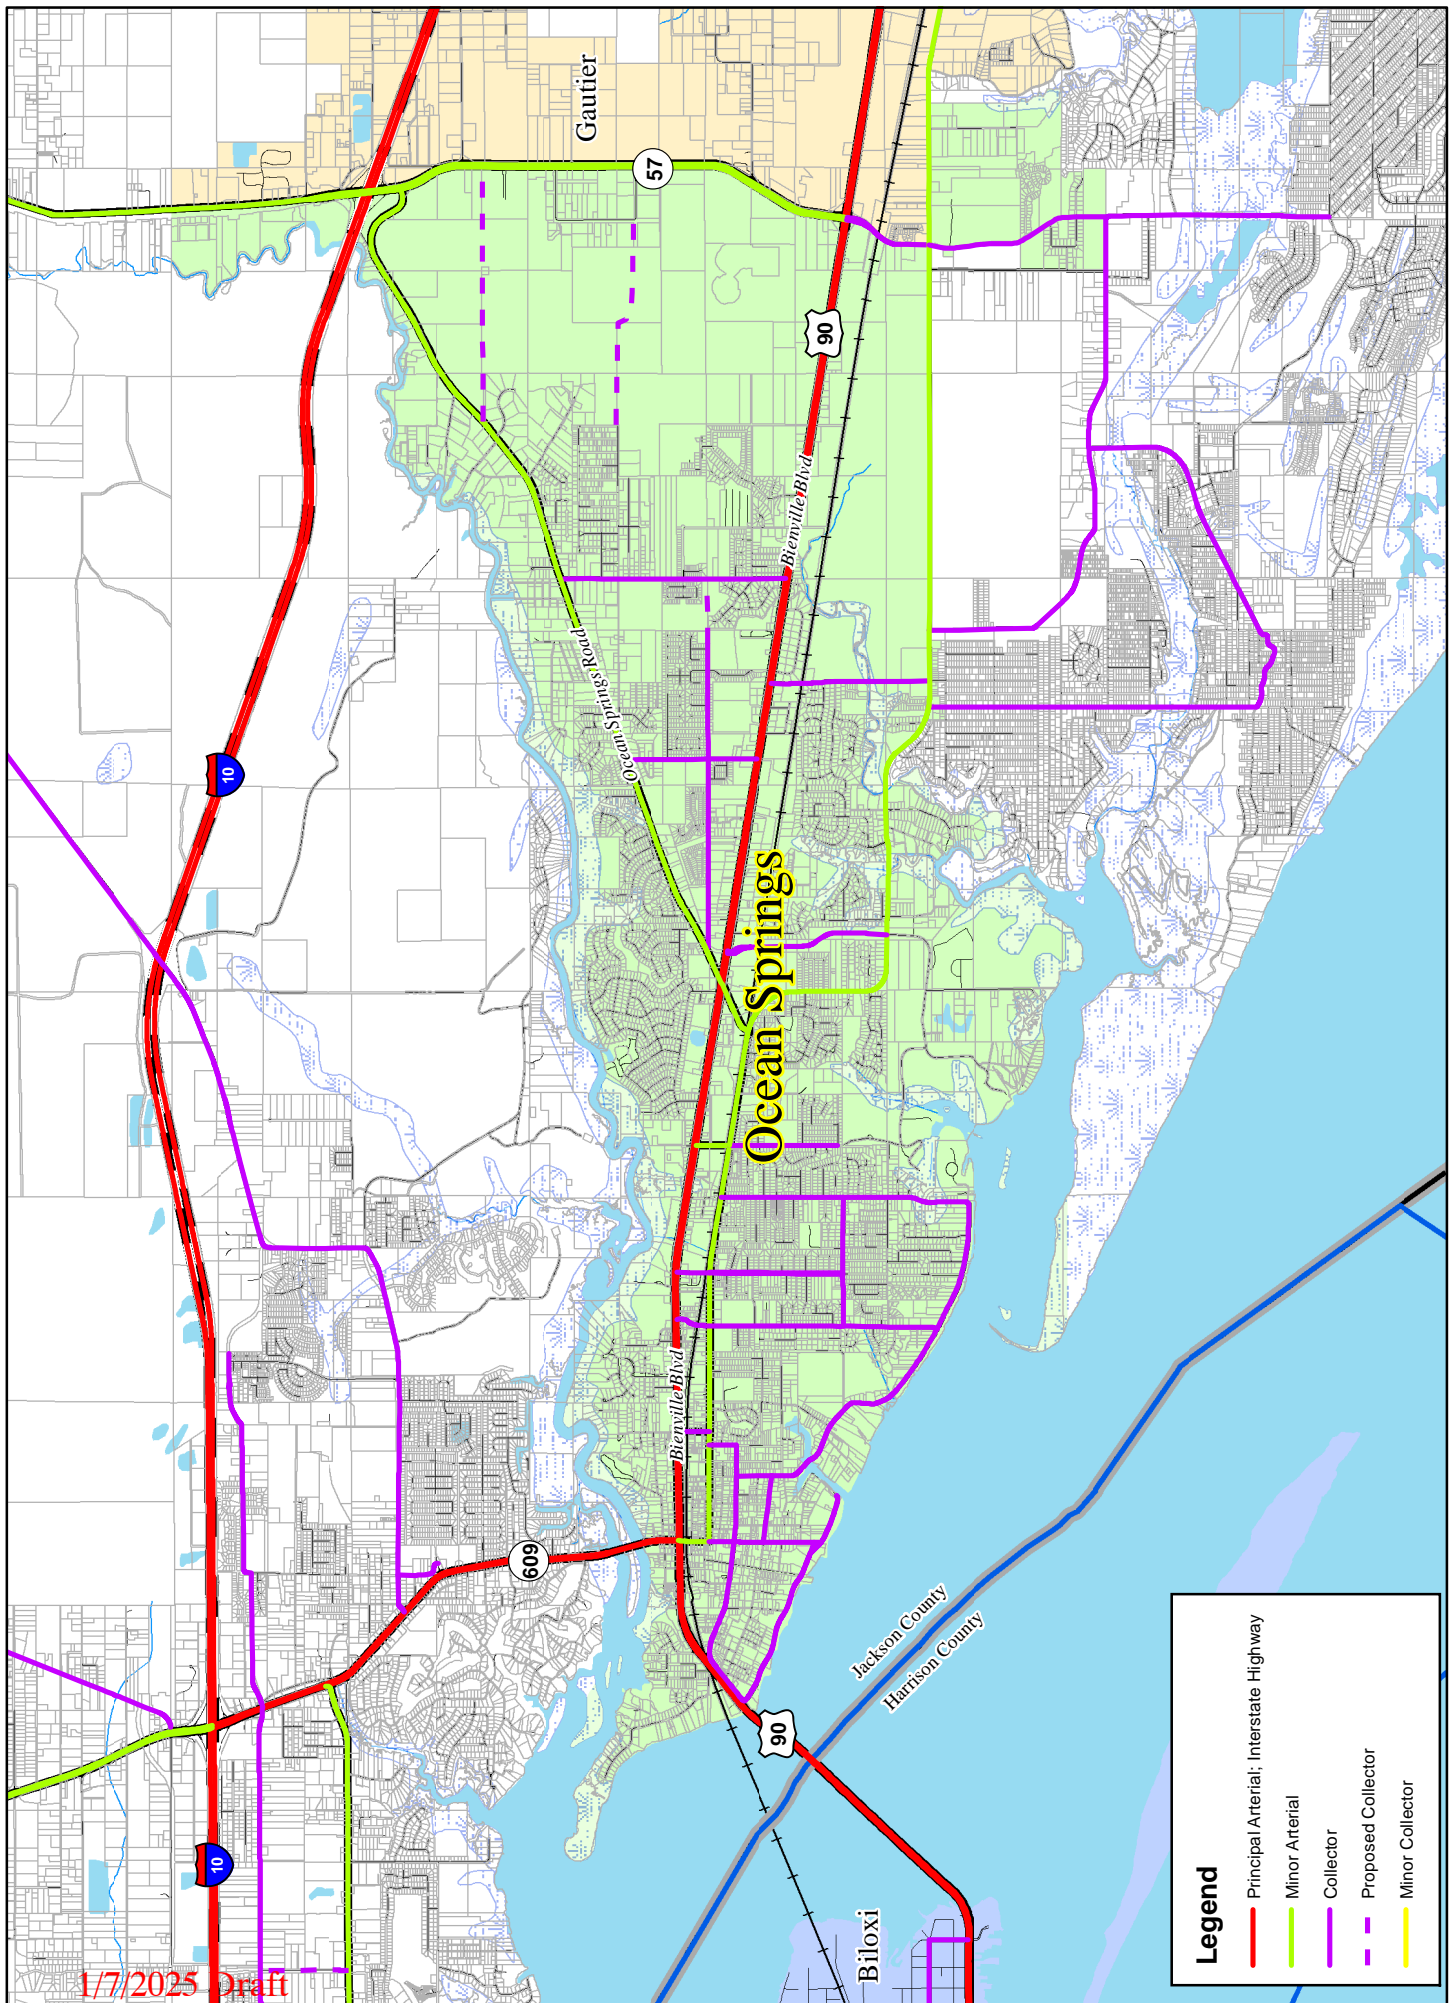 1/7/2025 Draft
10
10
609
57
Gautier
Ocean Springs Road
Bienville Blvd
Bienville Blvd
90
90
Ocean Springs
Jackson County
Harrison County
Biloxi
Legend
Principal Arterial; Interstate Highway
Minor Arterial
Collector
Proposed Collector
Minor Collector